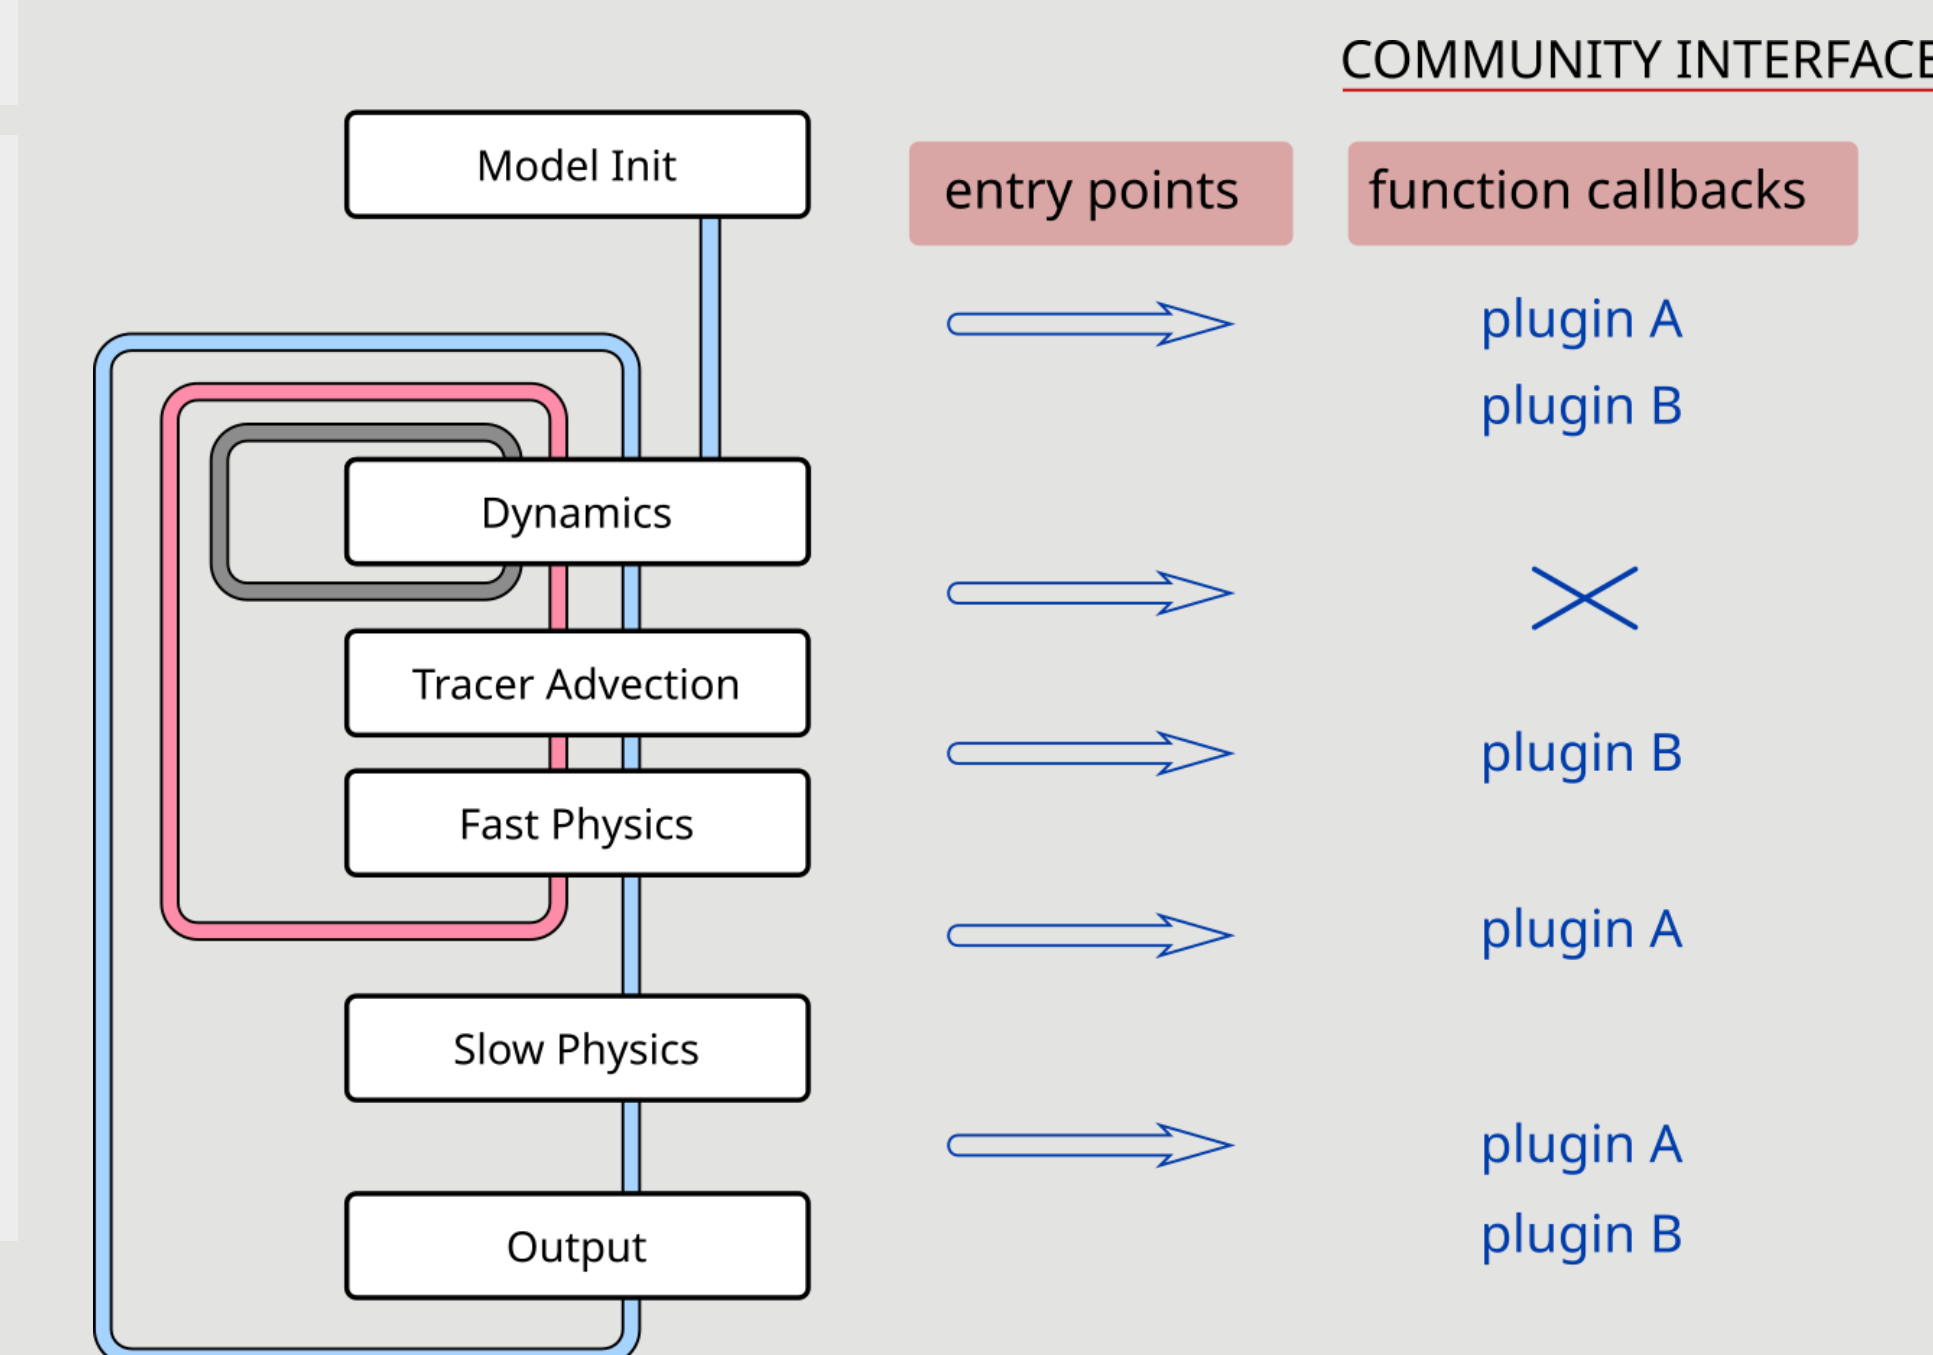 COMMUNITY INTERFACE
Model Init
entry points
function callbacks
plugin A
plugin B
Dynamics
Tracer Advection
plugin B
Fast Physics
plugin A
Slow Physics
plugin A
Output
plugin B